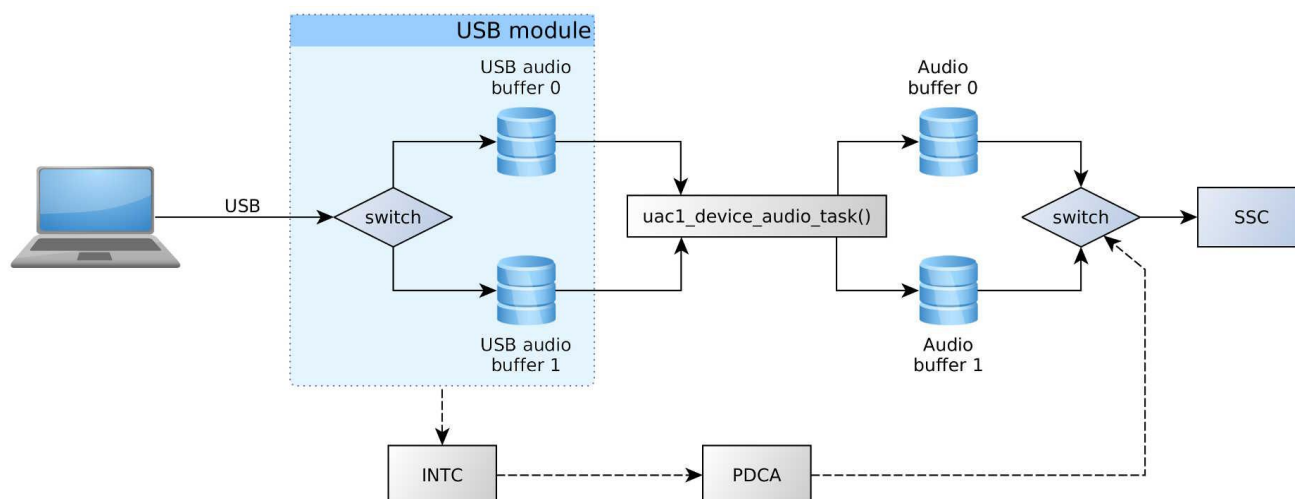 USB module
USB audio
buffer 0
Audio
buffer 0
USB
switch
uac1_device_audio_task()
switch
SSC
USB audio
buffer 1
Audio
buffer 1
INTC
PDCA